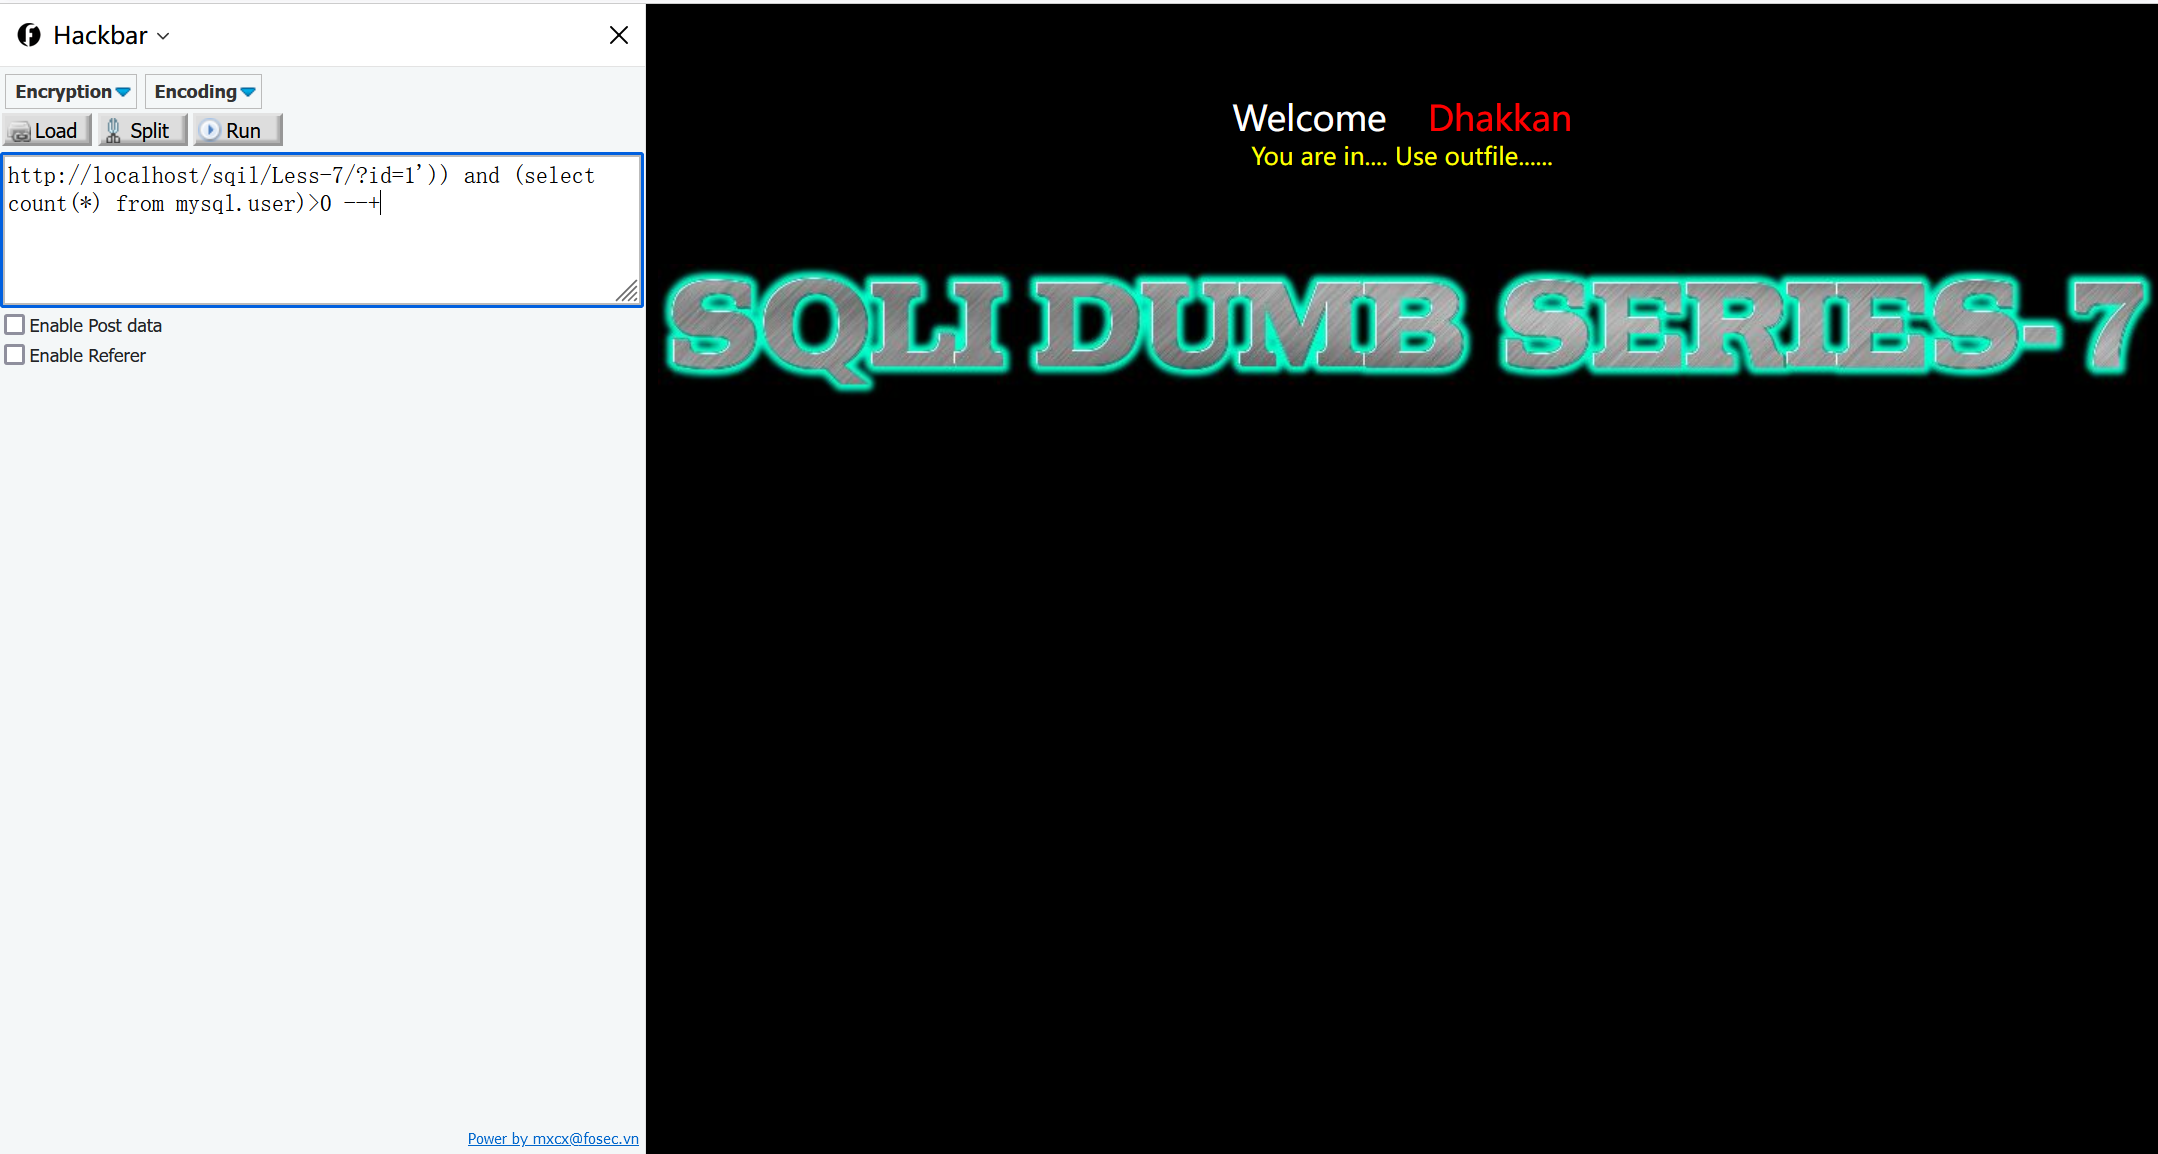 Hackbar
Encryption Encoding
Load Split Run
http://localhost/sqil/Less-7/?id=1')) and (select
count(*) from mysql.user)>0 --+
Enable Post data
Enable Referer
Power by mxcx@fosec.vn
Welcome Dhakkan
You are in.... Use outfile......
SQLI DUMB SERIES-7